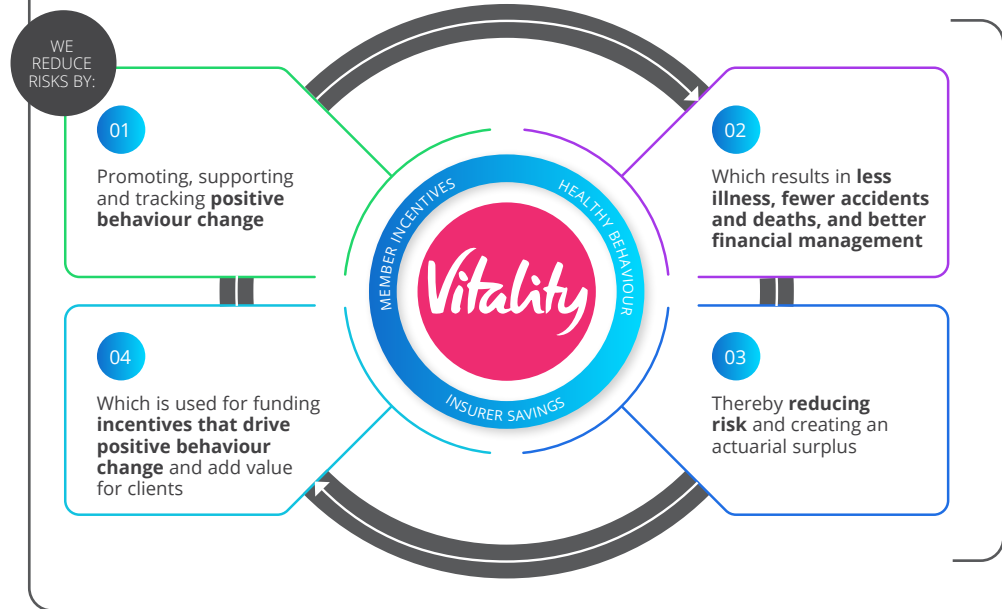 WE
REDUCE
RISKS BY:
01
Promoting, supporting
and tracking positive
behaviour change
02
Which results in less
illness, fewer accidents
and deaths, and better
financial management
MEMBER INCENTIVES
HEALTHY BEHAVIOUR
Vitality
INSURER SAVINGS
04
Which is used for funding
incentives that drive
positive behaviour
change and add value
for clients
03
Thereby reducing
risk and creating an
actuarial surplus